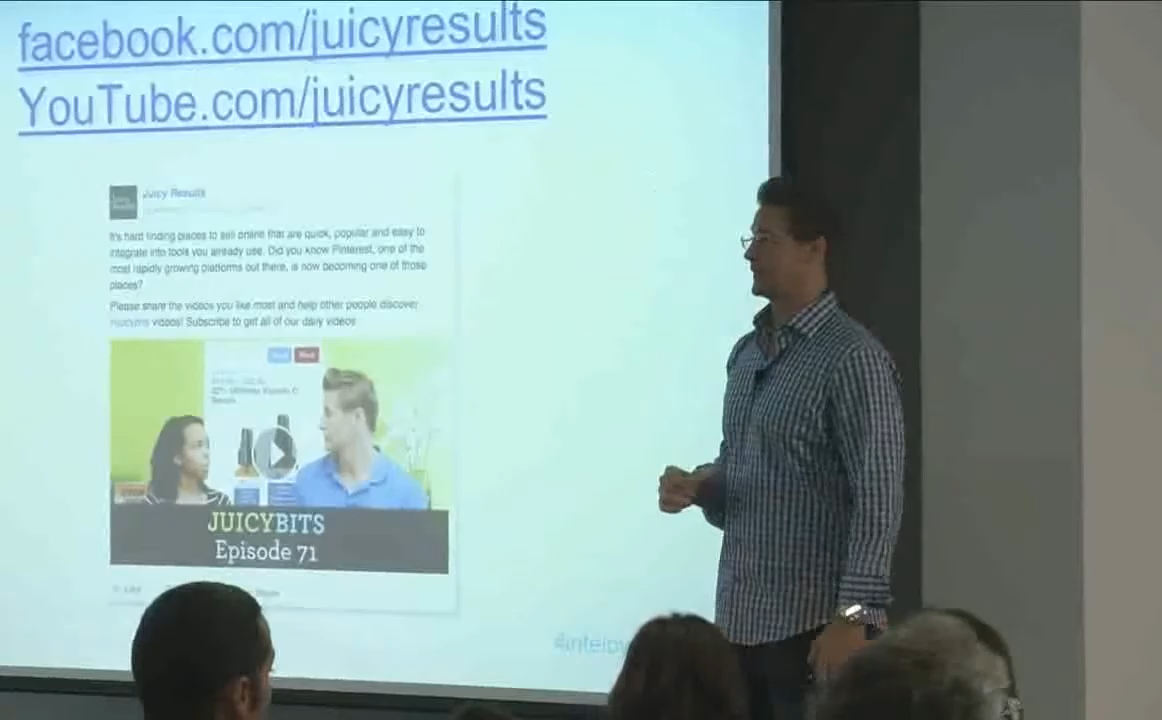 facebook.com/juicyresults
YouTube.com/juicyresults
Juicy Results
It's hard finding places to sell online that are quick, popular and easy to
integrate into tools you already use. Did you know Pinterest, one of the
most rapidly growing platforms out there, is now becoming one of those
places?
Please share the videos you like most and help other people discover
videos! Subscribe to get all of our daily videos
JUICYBITS
Episode 71